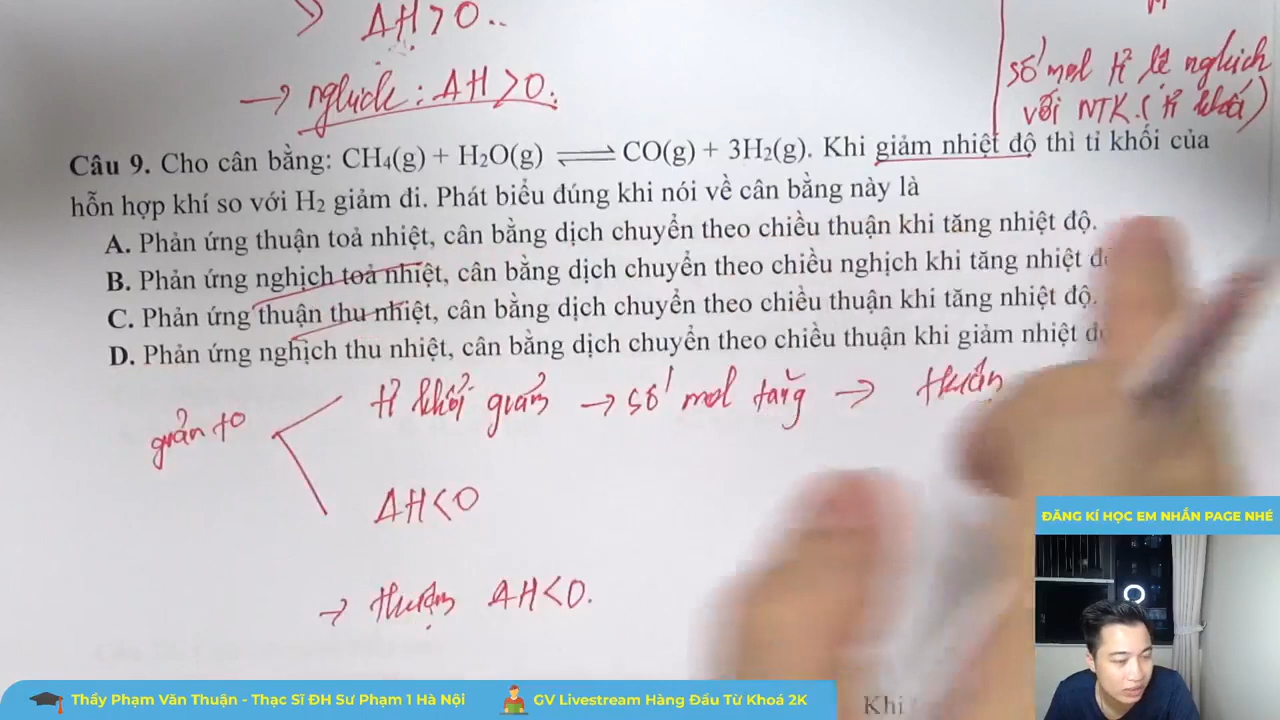 ΔH > 0..
→ nghịch: ΔH > 0.
số mol tỉ lệ nghịch
với NTK. (tỉ khối)
Câu 9. Cho cân bằng: CH₄(g) + H₂O(g) ⇌ CO(g) + 3H₂(g). Khi giảm nhiệt độ thì tỉ khối của
hỗn hợp khí so với H₂ giảm đi. Phát biểu đúng khi nói về cân bằng này là
A. Phản ứng thuận toả nhiệt, cân bằng dịch chuyển theo chiều thuận khi tăng nhiệt độ.
B. Phản ứng nghịch toả nhiệt, cân bằng dịch chuyển theo chiều nghịch khi tăng nhiệt
C. Phản ứng thuận thu nhiệt, cân bằng dịch chuyển theo chiều thuận khi tăng nhiệt độ.
D. Phản ứng nghịch thu nhiệt, cân bằng dịch chuyển theo chiều thuận khi giảm nhiệt
giảm to
tỉ khối giảm → số mol tăng → thuận
ΔH < 0
→ thuận ΔH < 0.
ĐĂNG KÍ HỌC EM NHẮN PAGE NHÉ
Thầy Phạm Văn Thuận - Thạc Sĩ ĐH Sư Phạm 1 Hà Nội
GV Livestream Hàng Đầu Từ Khoá 2K
Khi